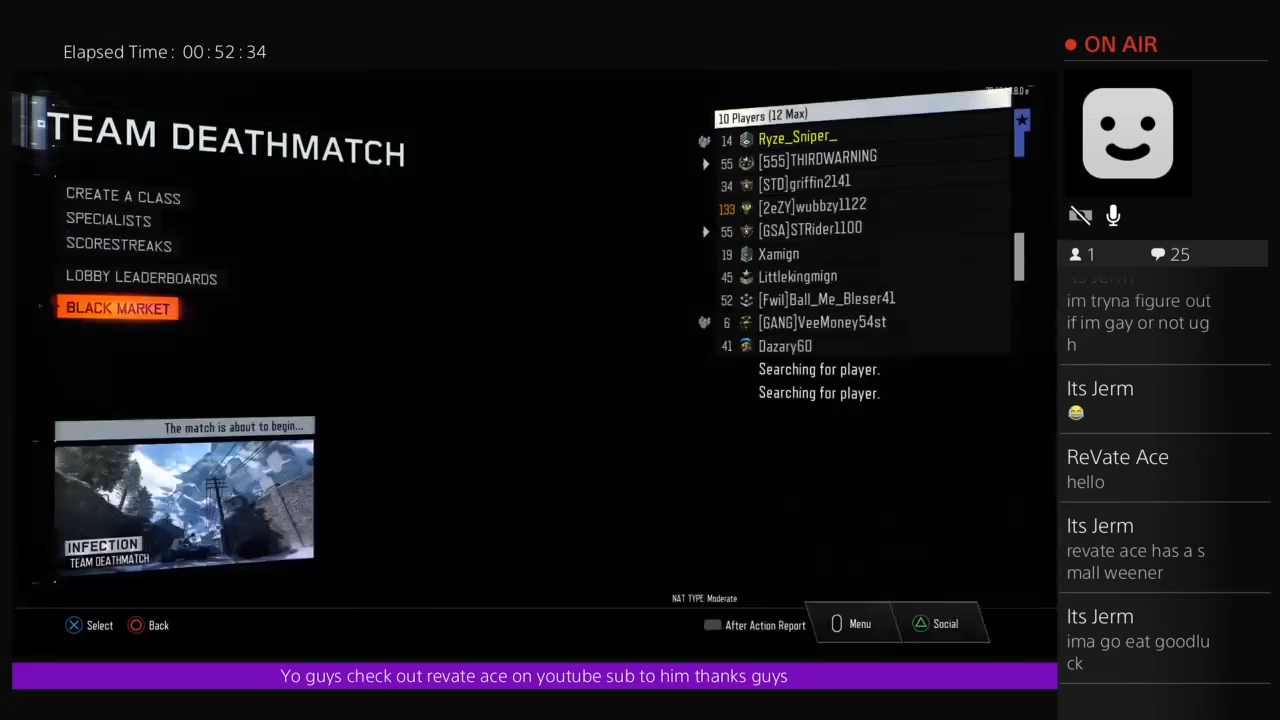 Elapsed Time: 00:52:34
ON AIR
TEAM DEATHMATCH
CREATE A CLASS
SPECIALISTS
SCORESTREAKS
LOBBY LEADERBOARDS
BLACK MARKET
10 Players (12 Max)
14 Ryze_Sniper_
55 [555]THIRDWARNING
34 [STD]griffin2141
133 [2eZY]wubbzy1122
55 [GSA]STRider1100
19 Xamign
45 Littlekingmign
52 [Fwil]Ball_Me_Bleser41
6 [GANG]VeeMoney54st
41 Dazary60
Searching for player.
Searching for player.
The match is about to begin...
INFECTION
TEAM DEATHMATCH
NAT TYPE: Moderate
Select
Back
After Action Report
Menu
Social
Yo guys check out revate ace on youtube sub to him thanks guys
1 25
Its Jerm
im tryna figure out
if im gay or not ug
h
Its Jerm
😂
ReVate Ace
hello
Its Jerm
revate ace has a s
mall weener
Its Jerm
ima go eat goodlu
ck